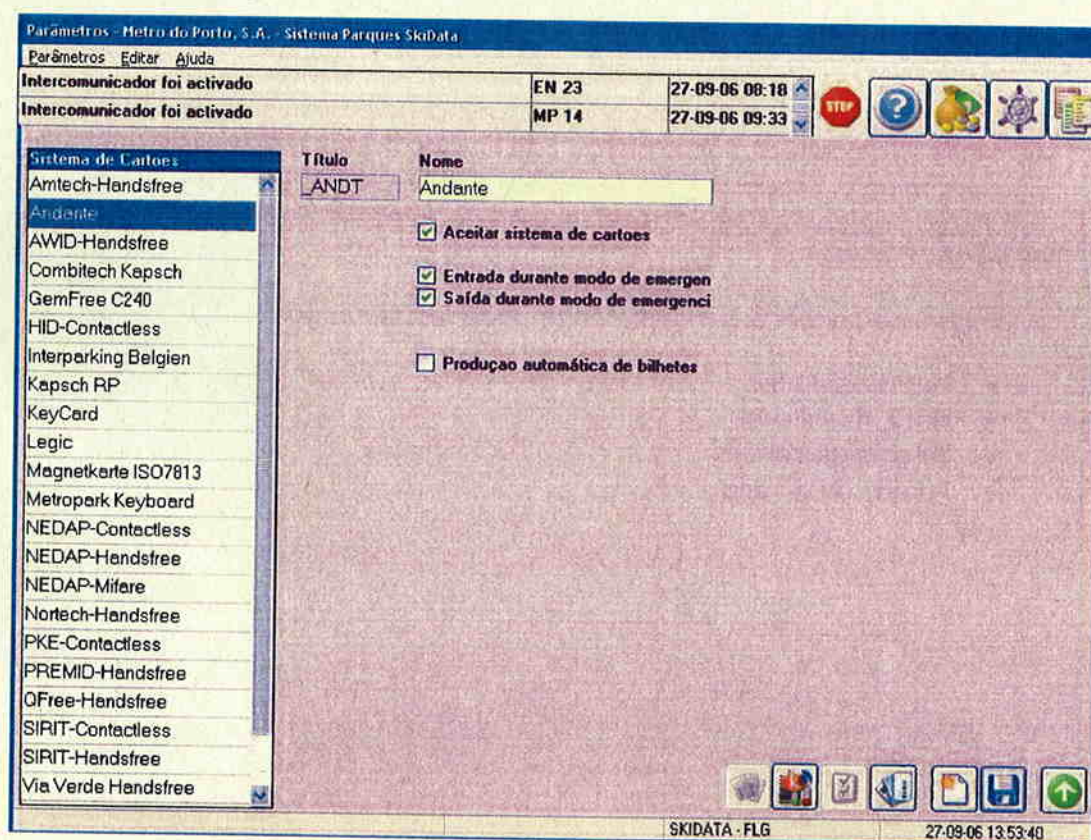 Parâmetros - Metro do Porto, S.A. - Sistema Parques SkiData
Parâmetros Editar Ajuda
Intercomunicador foi activado EN 23 27-09-06 08:18
Intercomunicador foi activado MP 14 27-09-06 09:33
STOP
Sistema de Cartoes
Amtech-Handsfree
Andante
AWID-Handsfree
Combitech Kapsch
GemFree C240
HID-Contactless
Interparking Belgien
Kapsch RP
KeyCard
Legic
Magnetkarte ISO7813
Metropark Keyboard
NEDAP-Contactless
NEDAP-Handsfree
NEDAP-Mifare
Nortech-Handsfree
PKE-Contactless
PREMID-Handsfree
QFree-Handsfree
SIRIT-Contactless
SIRIT-Handsfree
Via Verde Handsfree
Título Nome
_ANDT Andante
Aceitar sistema de cartoes
Entrada durante modo de emergen
Saída durante modo de emergenci
Produçao automática de bilhetes
SKIDATA - FLG 27-09-06 13:53:40